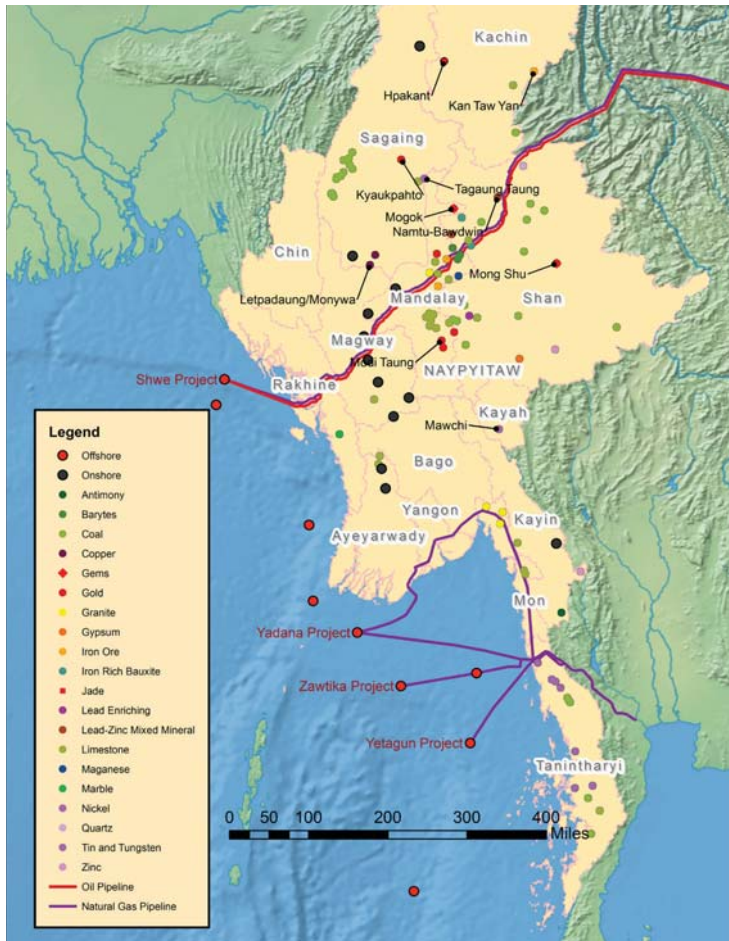 Kachin
Hpakant
Kan Taw Yan
Sagaing
Kyaukphato
Tagaung Taung
Mogok
Namtu-Bawdwin
Chin
Letpadaung/Monywa
Mong Shu
Mandalay
Shan
Magway
Modi Taung
NAYPYITAW
Shwe Project
Rakhine
Kayah
Mawchi
Bago
Yangon
Kayin
Ayeyarwady
Mon
Yadana Project
Zawtika Project
Yetagun Project
Tanintharyi
0 50 100 200 300 400
Miles
Legend
Offshore
Onshore
Antimony
Barytes
Coal
Copper
Gems
Gold
Granite
Gypsum
Iron Ore
Iron Rich Bauxite
Jade
Lead Enriching
Lead-Zinc Mixed Mineral
Limestone
Maganese
Marble
Nickel
Quartz
Tin and Tungsten
Zinc
Oil Pipeline
Natural Gas Pipeline